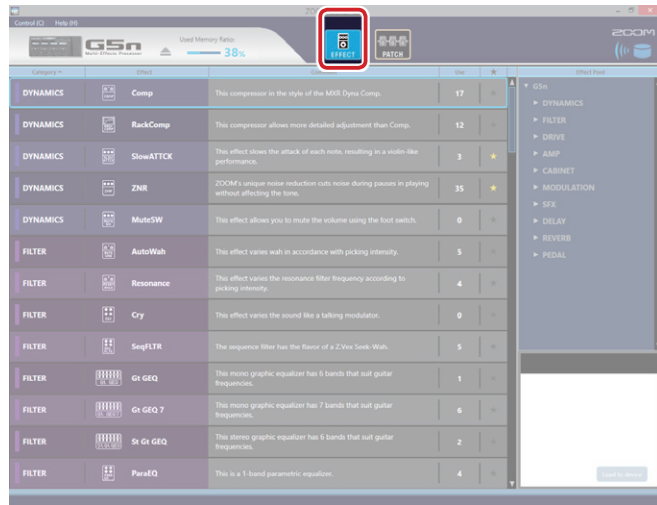 ZOOM
Control (C) Help (H)
G5n
Multi Effects Processor
Used Memory Ratio
38%
EFFECT
PATCH
ZOOM
Category
Effect
Comment
Use
★
Effect Pool
DYNAMICS Comp This compressor in the style of the MXR Dyna Comp. 17
DYNAMICS RackComp This compressor allows more detailed adjustment than Comp. 12
DYNAMICS SlowATTCK This effect slows the attack of each note, resulting in a violin-like
performance. 3
DYNAMICS ZNR ZOOM's unique noise reduction cuts noise during pauses in playing
without affecting the tone. 35
DYNAMICS MuteSW This effect allows you to mute the volume using the foot switch. 0
FILTER AutoWah This effect varies wah in accordance with picking intensity. 5
FILTER Resonance This effect varies the resonance filter frequency according to
picking intensity. 4
FILTER Cry This effect varies the sound like a talking modulator. 0
FILTER SeqFLTR The sequence filter has the flavor of a Z.Vex Seek-Wah. 5
FILTER Gt GEQ This mono graphic equalizer has 6 bands that suit guitar
frequencies. 1
FILTER Gt GEQ 7 This mono graphic equalizer has 7 bands that suit guitar
frequencies. 6
FILTER St Gt GEQ This stereo graphic equalizer has 6 bands that suit guitar
frequencies. 2
FILTER ParaEQ This is a 1-band parametric equalizer. 4
G5n
DYNAMICS
FILTER
DRIVE
AMP
CABINET
MODULATION
SFX
DELAY
REVERB
PEDAL